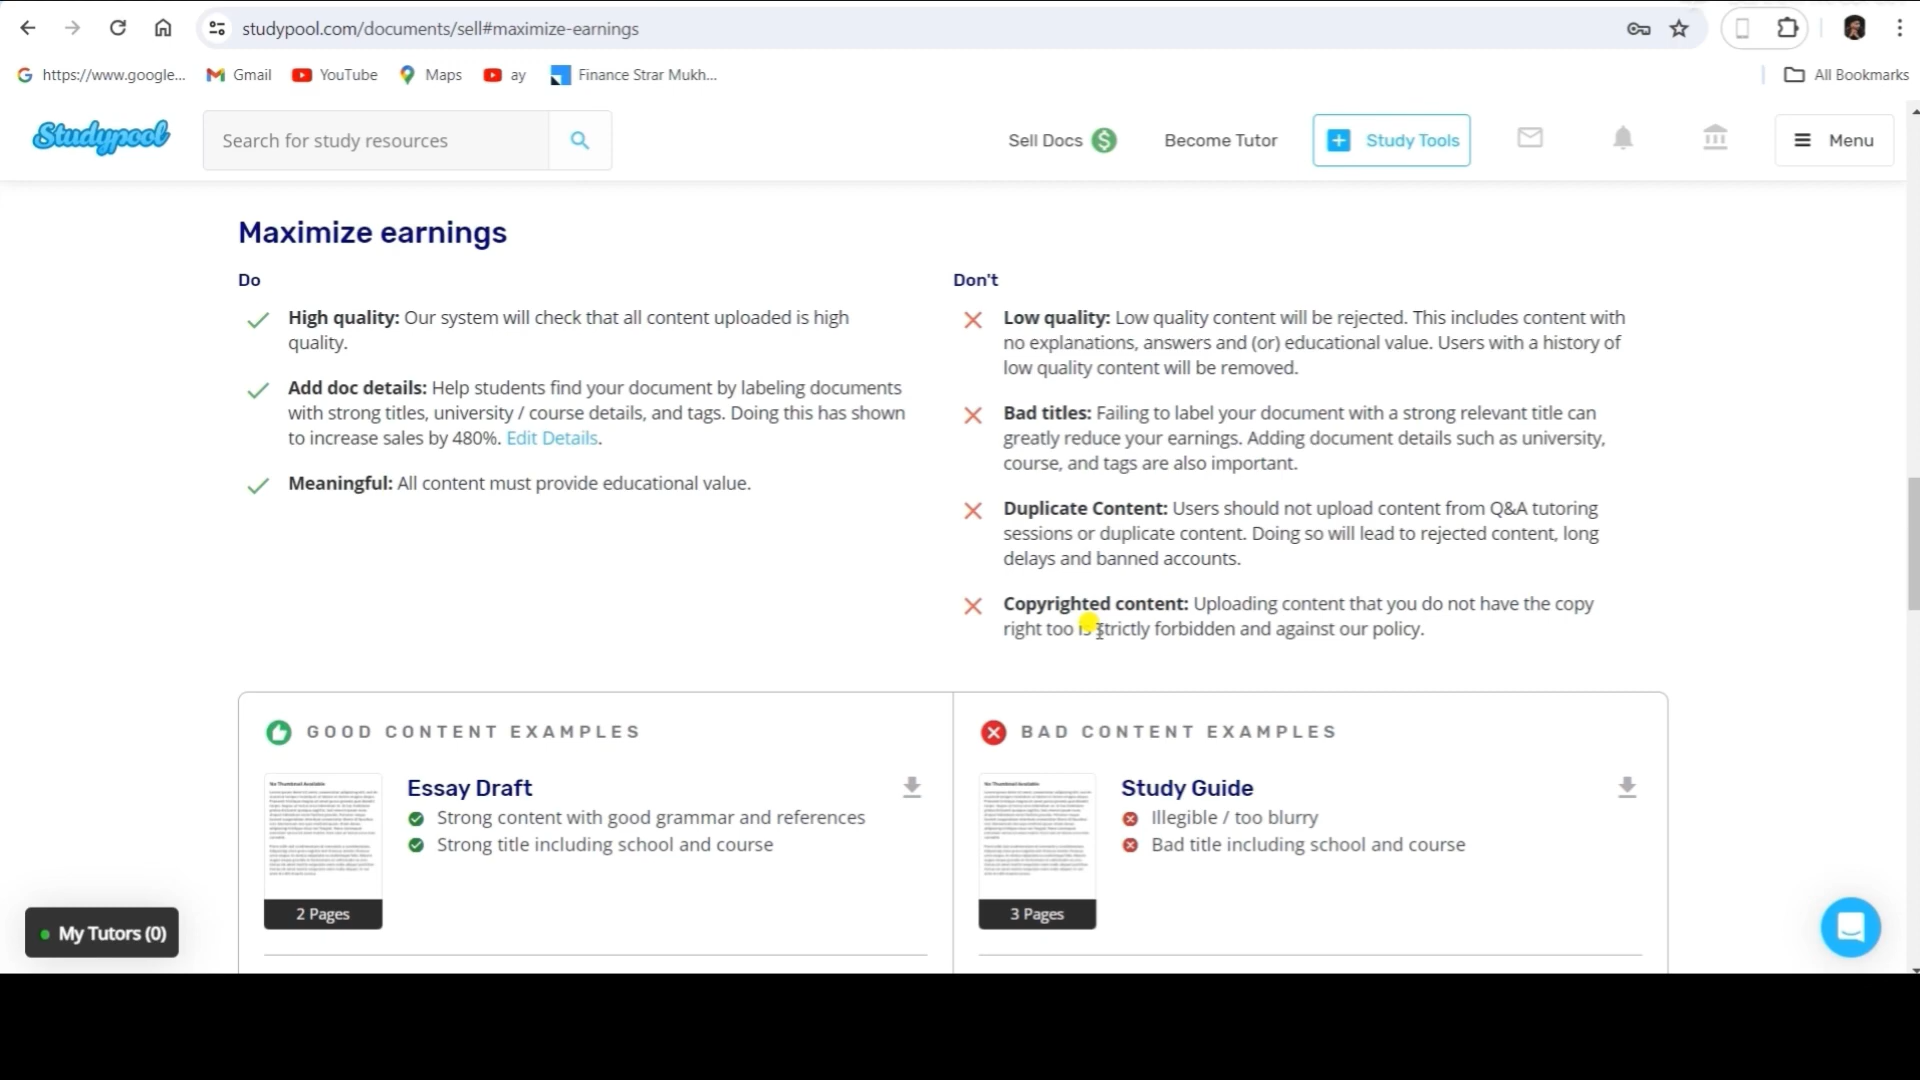 studypool.com/documents/sell#maximize-earnings
https://www.google...
Gmail
YouTube
Maps
ay
Finance Strar Mukh...
All Bookmarks
Studypool
Search for study resources
Sell Docs
Become Tutor
Study Tools
Menu
Maximize earnings
Do
High quality: Our system will check that all content uploaded is high
quality.
Add doc details: Help students find your document by labeling documents
with strong titles, university / course details, and tags. Doing this has shown
to increase sales by 480%. Edit Details.
Meaningful: All content must provide educational value.
Don't
Low quality: Low quality content will be rejected. This includes content with
no explanations, answers and (or) educational value. Users with a history of
low quality content will be removed.
Bad titles: Failing to label your document with a strong relevant title can
greatly reduce your earnings. Adding document details such as university,
course, and tags are also important.
Duplicate Content: Users should not upload content from Q&A tutoring
sessions or duplicate content. Doing so will lead to rejected content, long
delays and banned accounts.
Copyrighted content: Uploading content that you do not have the copy
right too is strictly forbidden and against our policy.
GOOD CONTENT EXAMPLES
No Thumbnail Available
2 Pages
Essay Draft
Strong content with good grammar and references
Strong title including school and course
BAD CONTENT EXAMPLES
No Thumbnail Available
3 Pages
Study Guide
Illegible / too blurry
Bad title including school and course
My Tutors (0)